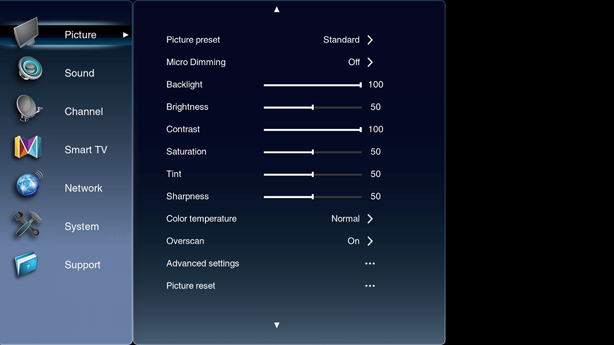 Picture
Sound
Channel
Smart TV
Network
System
Support
Picture preset Standard
Micro Dimming Off
Backlight 100
Brightness 50
Contrast 100
Saturation 50
Tint 50
Sharpness 50
Color temperature Normal
Overscan On
Advanced settings ...
Picture reset ...